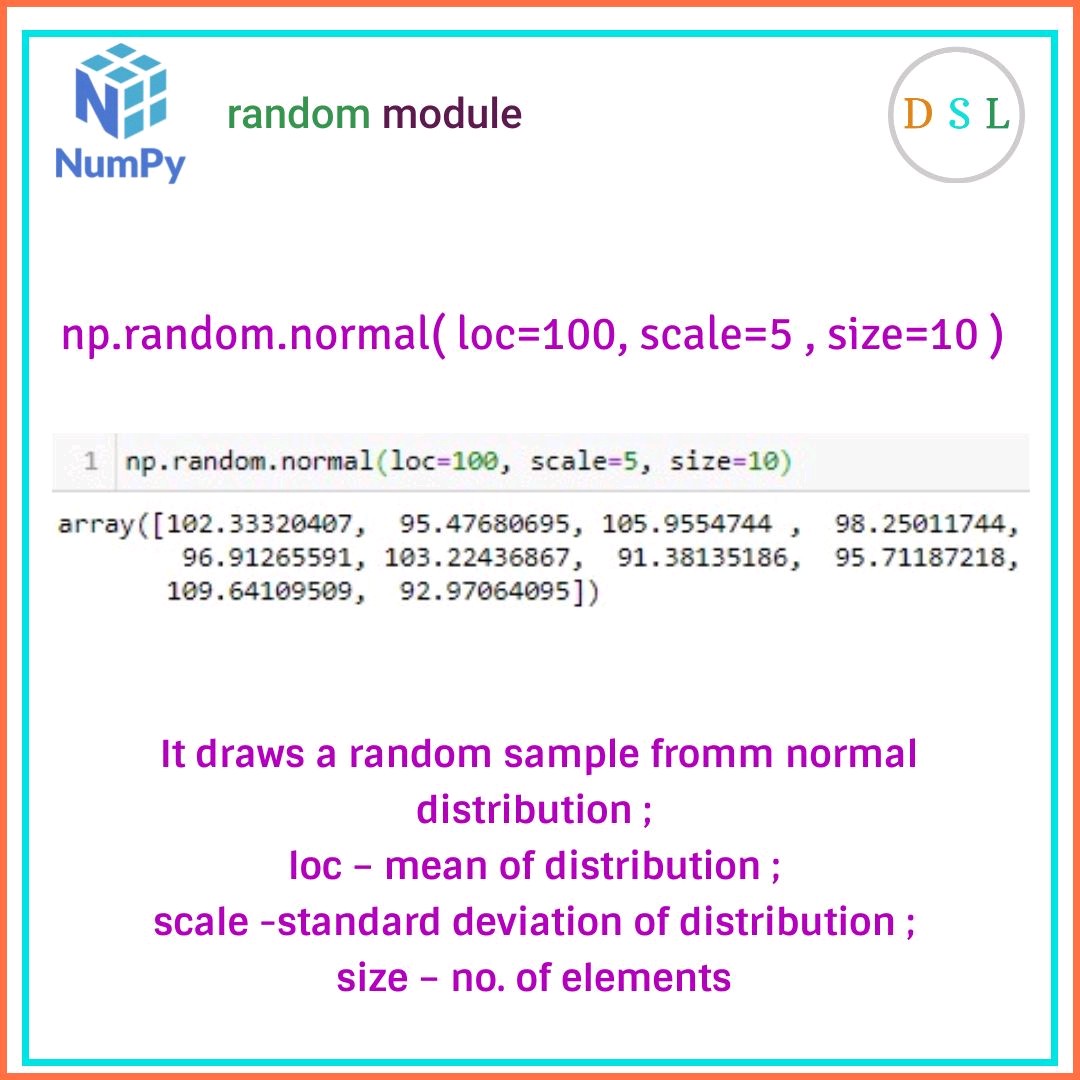 NumPy
random module
D S L
np.random.normal( loc=100, scale=5 , size=10 )
1 np.random.normal(loc=100, scale=5, size=10)
array([102.33320407,  95.47680695, 105.9554744 ,  98.25011744,
96.91265591, 103.22436867,  91.38135186,  95.71187218,
109.64109509,  92.97064095])
It draws a random sample fromm normal
distribution ;
loc – mean of distribution ;
scale -standard deviation of distribution ;
size – no. of elements